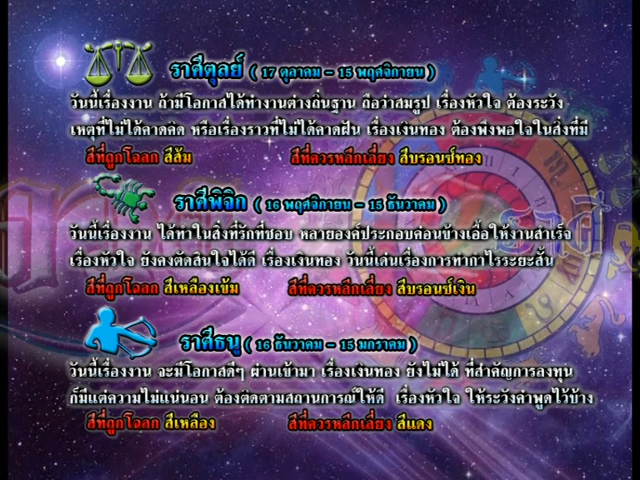 ราศีตุลย์ ( 17 ตุลาคม - 15 พฤศจิกายน )
วันนี้เรื่องงาน ถ้ามีโอกาสได้ทำงานต่างถิ่นฐาน ถือว่าสมรูป เรื่องหัวใจ ต้องระวัง
เหตุที่ไม่ได้คาดคิด หรือเรื่องราวที่ไม่ได้คาดฝัน เรื่องเงินทอง ต้องพึงพอใจในสิ่งที่มี
สีที่ถูกโฉลก สีส้ม สีที่ควรหลีกเลี่ยง สีบรอนซ์ทอง
ราศีพิจิก ( 16 พฤศจิกายน - 15 ธันวาคม )
วันนี้เรื่องงาน ได้ทำในสิ่งที่รักที่ชอบ หลายองค์ประกอบค่อนข้างเอื้อให้งานสำเร็จ
เรื่องหัวใจ ยังคงตัดสินใจได้ดี เรื่องเงินทอง วันนี้เด่นเรื่องการทำกำไรระยะสั้น
สีที่ถูกโฉลก สีเหลืองเข้ม สีที่ควรหลีกเลี่ยง สีบรอนซ์เงิน
ราศีธนู ( 16 ธันวาคม - 15 มกราคม )
วันนี้เรื่องงาน จะมีโอกาสดีๆ ผ่านเข้ามา เรื่องเงินทอง ยังไม่ได้ ที่สำคัญการลงทุน
ก็มีแต่ความไม่แน่นอน ต้องติดตามสถานการณ์ให้ดี เรื่องหัวใจ ให้ระวังคำพูดไว้บ้าง
สีที่ถูกโฉลก สีเหลือง สีที่ควรหลีกเลี่ยง สีแดง